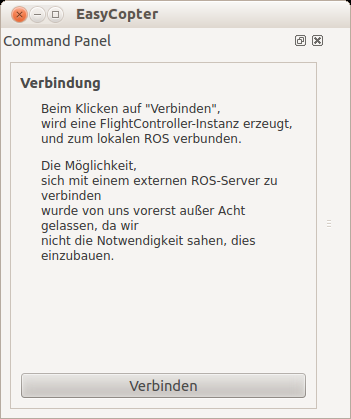 EasyCopter
Command Panel
Verbindung
Beim Klicken auf "Verbinden",
wird eine FlightController-Instanz erzeugt,
und zum lokalen ROS verbunden.
Die Möglichkeit,
sich mit einem externen ROS-Server zu
verbinden
wurde von uns vorerst außer Acht
gelassen, da wir
nicht die Notwendigkeit sahen, dies
einzubauen.
Verbinden